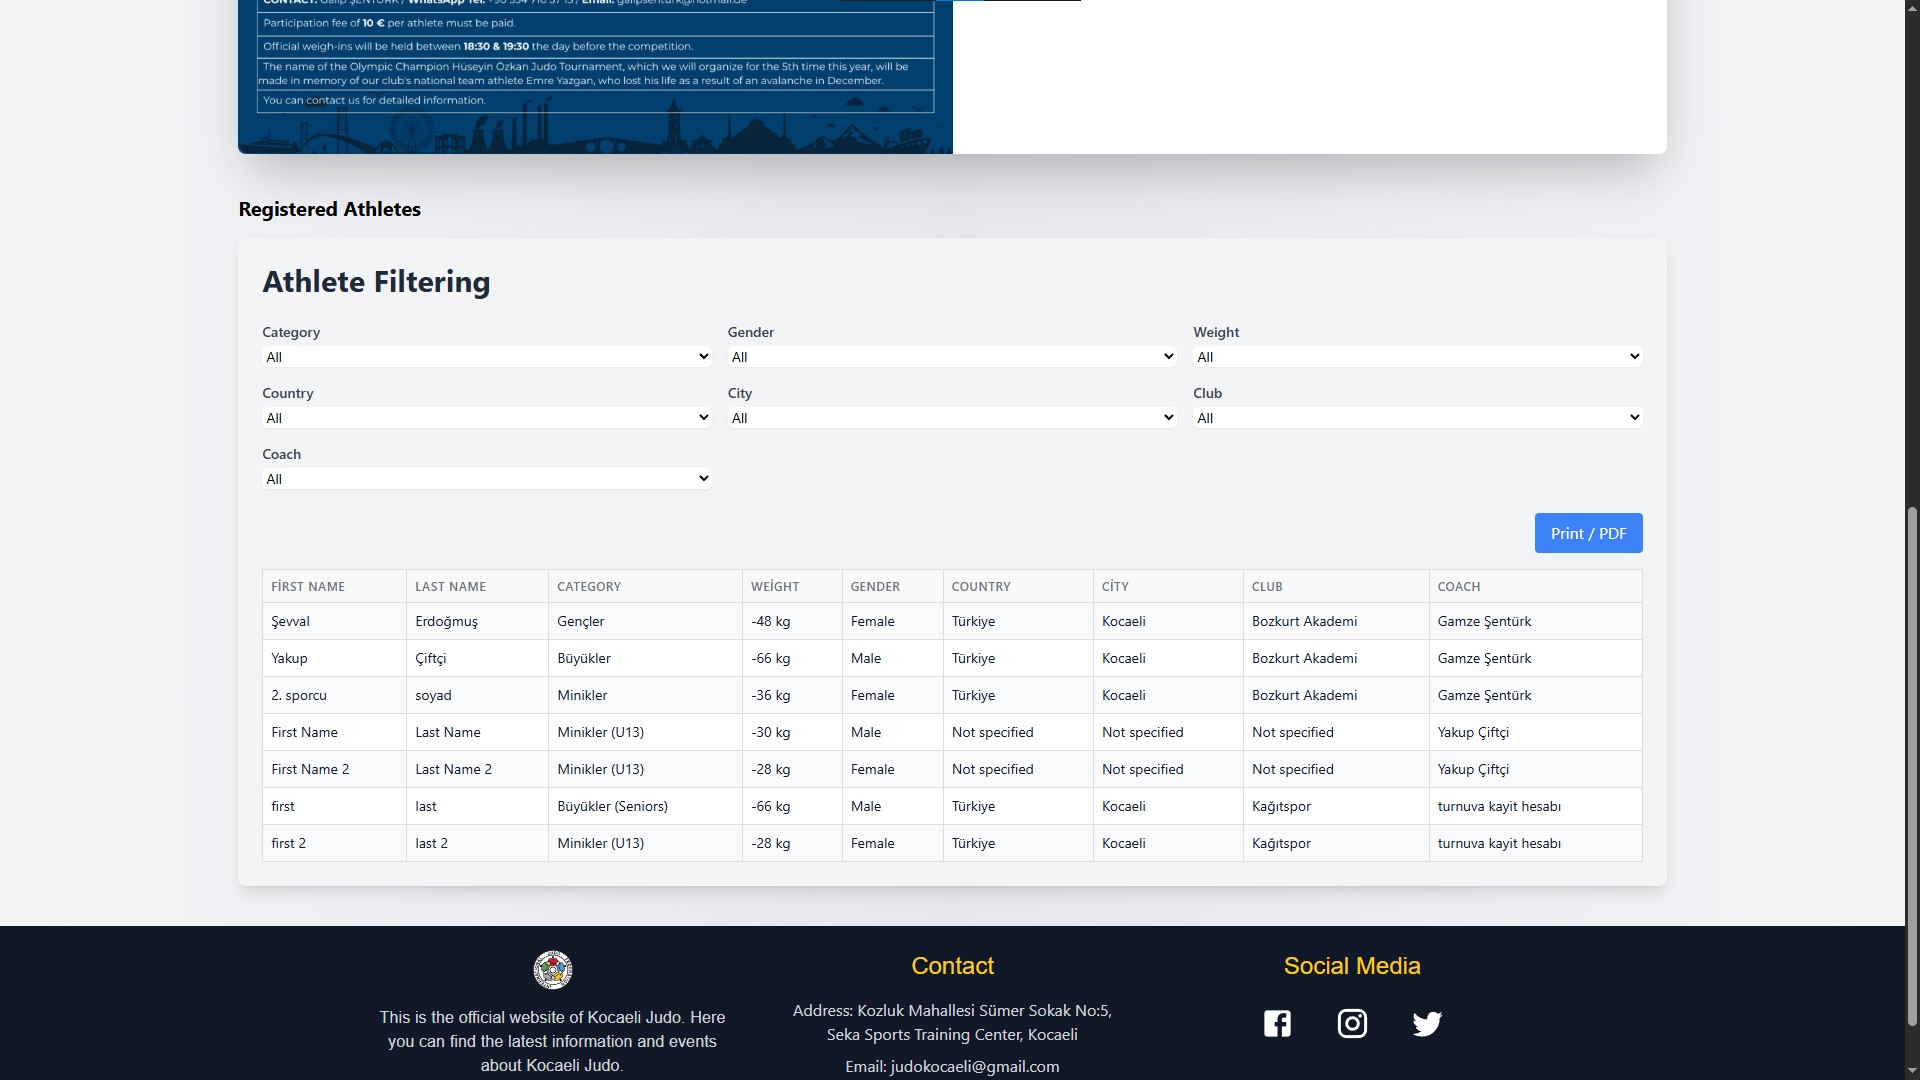 CONTACT: Galip ŞENTÜRK / WhatsApp Tel:
Participation fee of 10 € per athlete must be paid.
Official weigh-ins will be held between 18:30 & 19:30 the day before the competition.
The name of the Olympic Champion Hüseyin Özkan Judo Tournament, which we will organize for the 5th time this year, will be
made in memory of our club's national team athlete Emre Yazgan, who lost his life as a result of an avalanche in December.
You can contact us for detailed information.
Registered Athletes
Athlete Filtering
Category Gender Weight
All All All
Country City Club
All All All
Coach
All
Print / PDF
FİRST NAME LAST NAME CATEGORY WEİGHT GENDER COUNTRY CİTY CLUB COACH
Şevval Erdoğmuş Gençler -48 kg Female Türkiye Kocaeli Bozkurt Akademi Gamze Şentürk
Yakup Çiftçi Büyükler -66 kg Male Türkiye Kocaeli Bozkurt Akademi Gamze Şentürk
2. sporcu soyad Minikler -36 kg Female Türkiye Kocaeli Bozkurt Akademi Gamze Şentürk
First Name Last Name Minikler (U13) -30 kg Male Not specified Not specified Not specified Yakup Çiftçi
First Name 2 Last Name 2 Minikler (U13) -28 kg Female Not specified Not specified Not specified Yakup Çiftçi
first last Büyükler (Seniors) -66 kg Male Türkiye Kocaeli Kağıtspor turnuva kayit hesabı
first 2 last 2 Minikler (U13) -28 kg Female Türkiye Kocaeli Kağıtspor turnuva kayit hesabı
This is the official website of Kocaeli Judo. Here
you can find the latest information and events
about Kocaeli Judo.
Contact
Address: Kozluk Mahallesi Sümer Sokak No:5,
Seka Sports Training Center, Kocaeli
Email: judokocaeli@gmail.com
Social Media